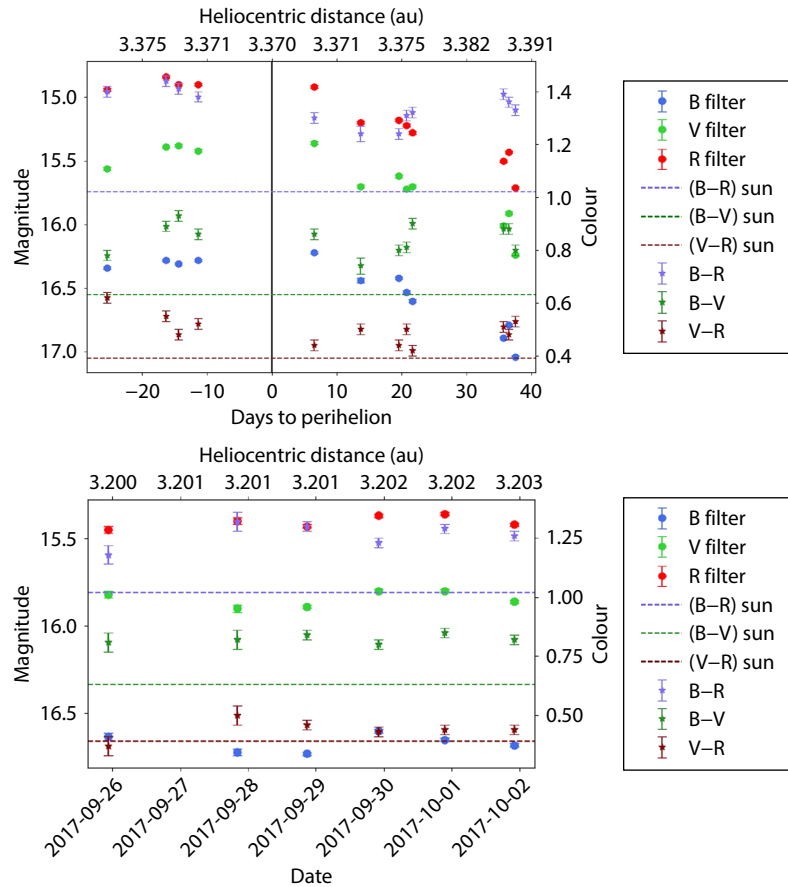 Heliocentric distance (au)
3.375 3.371 3.370 3.371 3.375 3.382 3.391
15.0
15.5
16.0
16.5
17.0
Magnitude
1.4
1.2
1.0
0.8
0.6
0.4
Colour
−20 −10 0 10 20 30 40
Days to perihelion
B filter
V filter
R filter
(B−R) sun
(B−V) sun
(V−R) sun
B−R
B−V
V−R
Heliocentric distance (au)
3.200 3.201 3.201 3.201 3.202 3.202 3.203
15.5
16.0
16.5
Magnitude
1.25
1.00
0.75
0.50
Colour
2017-09-26
2017-09-27
2017-09-28
2017-09-29
2017-09-30
2017-10-01
2017-10-02
Date
B filter
V filter
R filter
(B−R) sun
(B−V) sun
(V−R) sun
B−R
B−V
V−R